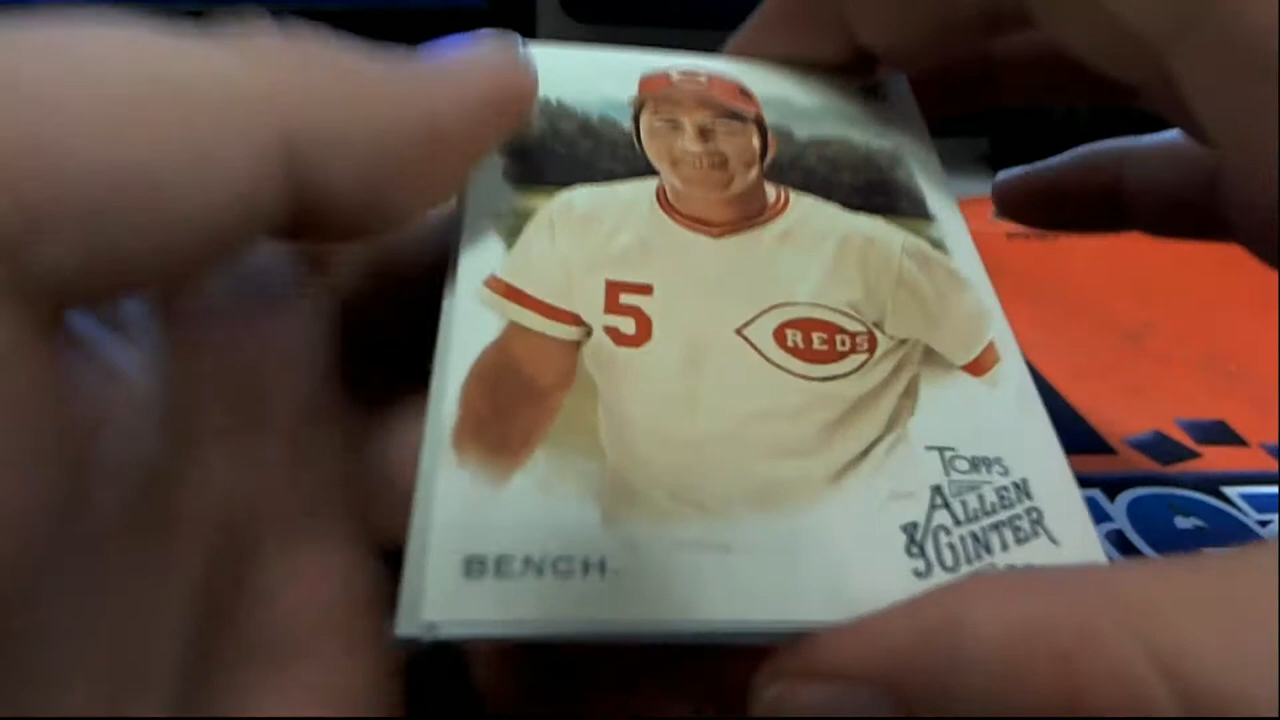 5
REDS
TOPPS
ALLEN
& GINTER
BENCH.